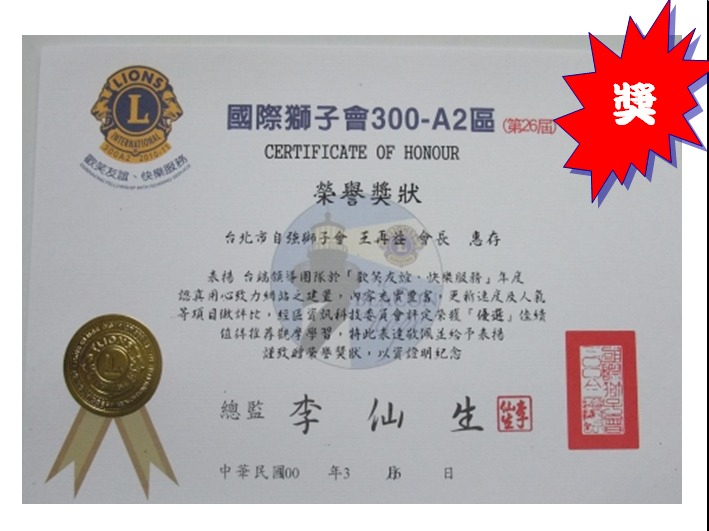 獎
LIONS
L
INTERNATIONAL
300A2 2010-11
歡笑友誼、快樂服務
國際獅子會300-A2區 (第26屆)
CERTIFICATE OF HONOUR
榮譽獎狀
台北市自強獅子會 王再益 會長 惠存
表揚 台端領導團隊於「歡笑友誼、快樂服務」年度
認真用心致力網站之建置，內容充實豐富，更新速度及人氣
等項目做評比，經區資訊科技委員會評定榮獲「優選」佳績
值得推荐觀摩學習，特此表達敬佩並給予表揚
謹致贈榮譽獎狀，以資證明紀念
LIONS
L
總監 李仙生
中華民國00 年3 月 日